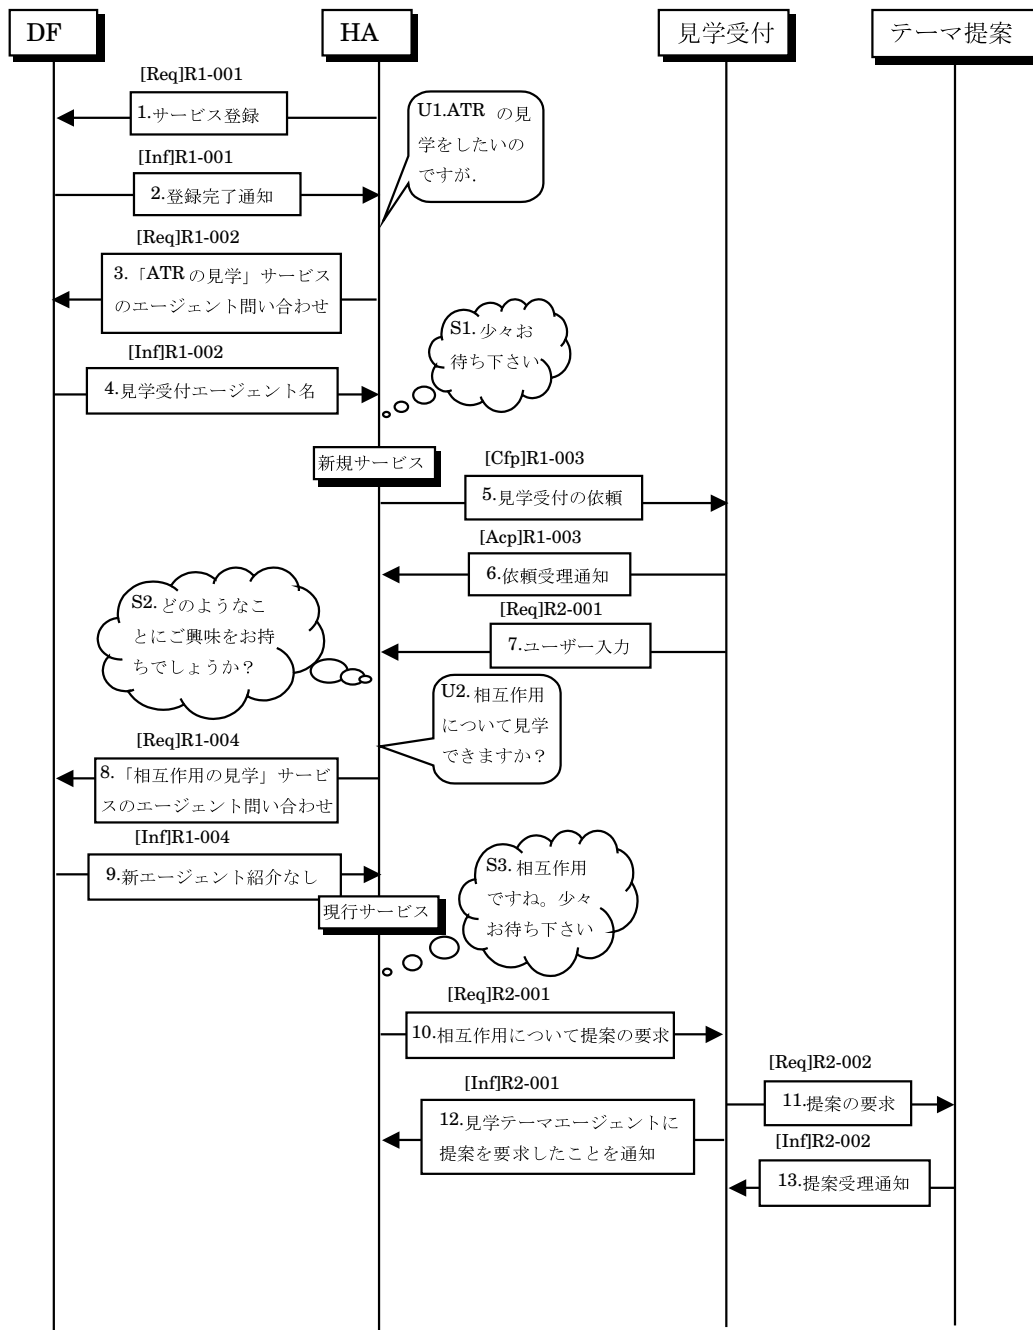 DF
HA
見学受付
テーマ提案
[Req]R1-001
1.サービス登録
U1.ATR の見
学をしたいの
ですが.
[Inf]R1-001
2.登録完了通知
[Req]R1-002
3.「ATRの見学」サービス
のエージェント問い合わせ
S1.少々お
待ち下さい
[Inf]R1-002
4.見学受付エージェント名
新規サービス
[Cfp]R1-003
5.見学受付の依頼
[Acp]R1-003
6.依頼受理通知
S2.どのようなこ
とにご興味をお持
ちでしょうか？
[Req]R2-001
7.ユーザー入力
U2.相互作用
について見学
できますか？
[Req]R1-004
8.「相互作用の見学」サービ
スのエージェント問い合わせ
[Inf]R1-004
9.新エージェント紹介なし
S3.相互作用
ですね。少々
お待ち下さい
現行サービス
[Req]R2-001
10.相互作用について提案の要求
[Req]R2-002
11.提案の要求
[Inf]R2-001
12.見学テーマエージェントに
提案を要求したことを通知
[Inf]R2-002
13.提案受理通知